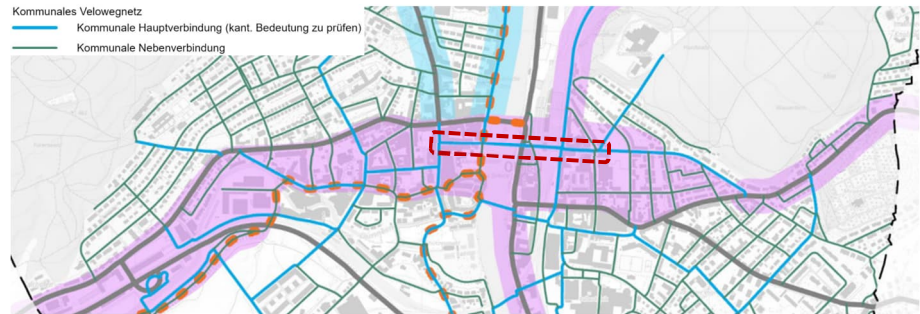 Kommunales Velowegnetz
Kommunale Hauptverbindung (kant. Bedeutung zu prüfen)
Kommunale Nebenverbindung